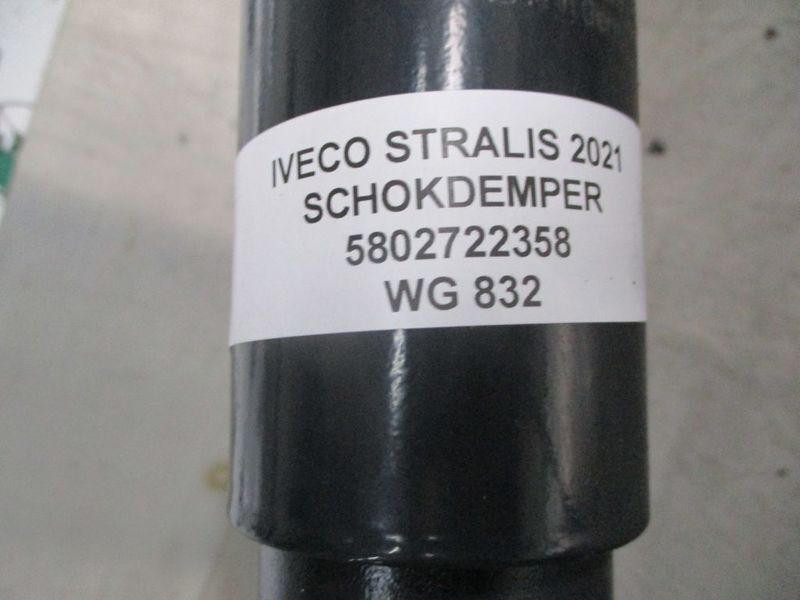 IVECO STRALIS 2021
SCHOKDEMPER
5802722358
WG 832